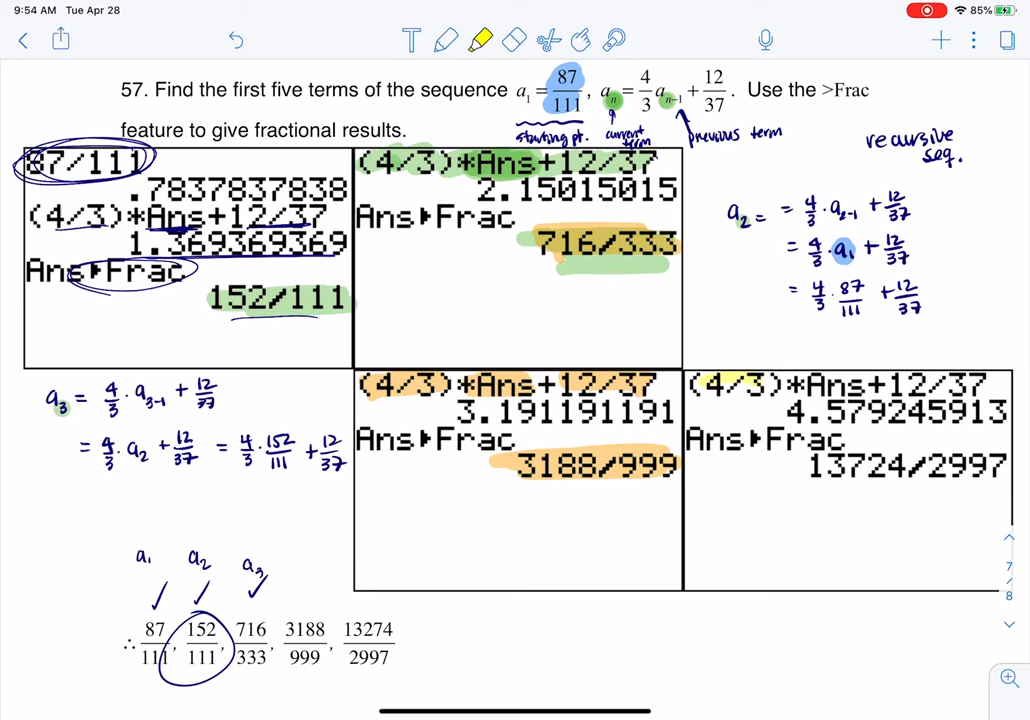 9:54 AM Tue Apr 28
85%
57. Find the first five terms of the sequence a₁ = 87/111, aₙ = 4/3 aₙ₋₁ + 12/37. Use the >Frac
feature to give fractional results.
starting pt.
current term
previous term
recursive
seq.
87/111
.7837837838
(4/3)*Ans+12/37
1.369369369
Ans▸Frac
152/111
(4/3)*Ans+12/37
2.15015015
Ans▸Frac
716/333
a₂ = = 4/3 · a₂₋₁ + 12/37
= 4/3 · a₁ + 12/37
= 4/3 · 87/111 + 12/37
a₃ = 4/3 · a₃₋₁ + 12/37
= 4/3 · a₂ + 12/37 = 4/3 · 152/111 + 12/37
(4/3)*Ans+12/37
3.191191191
Ans▸Frac
3188/999
(4/3)*Ans+12/37
4.579245913
Ans▸Frac
13724/2997
a₁ a₂ a₃
∴ 87/111, 152/111, 716/333, 3188/999, 13274/2997
7/8